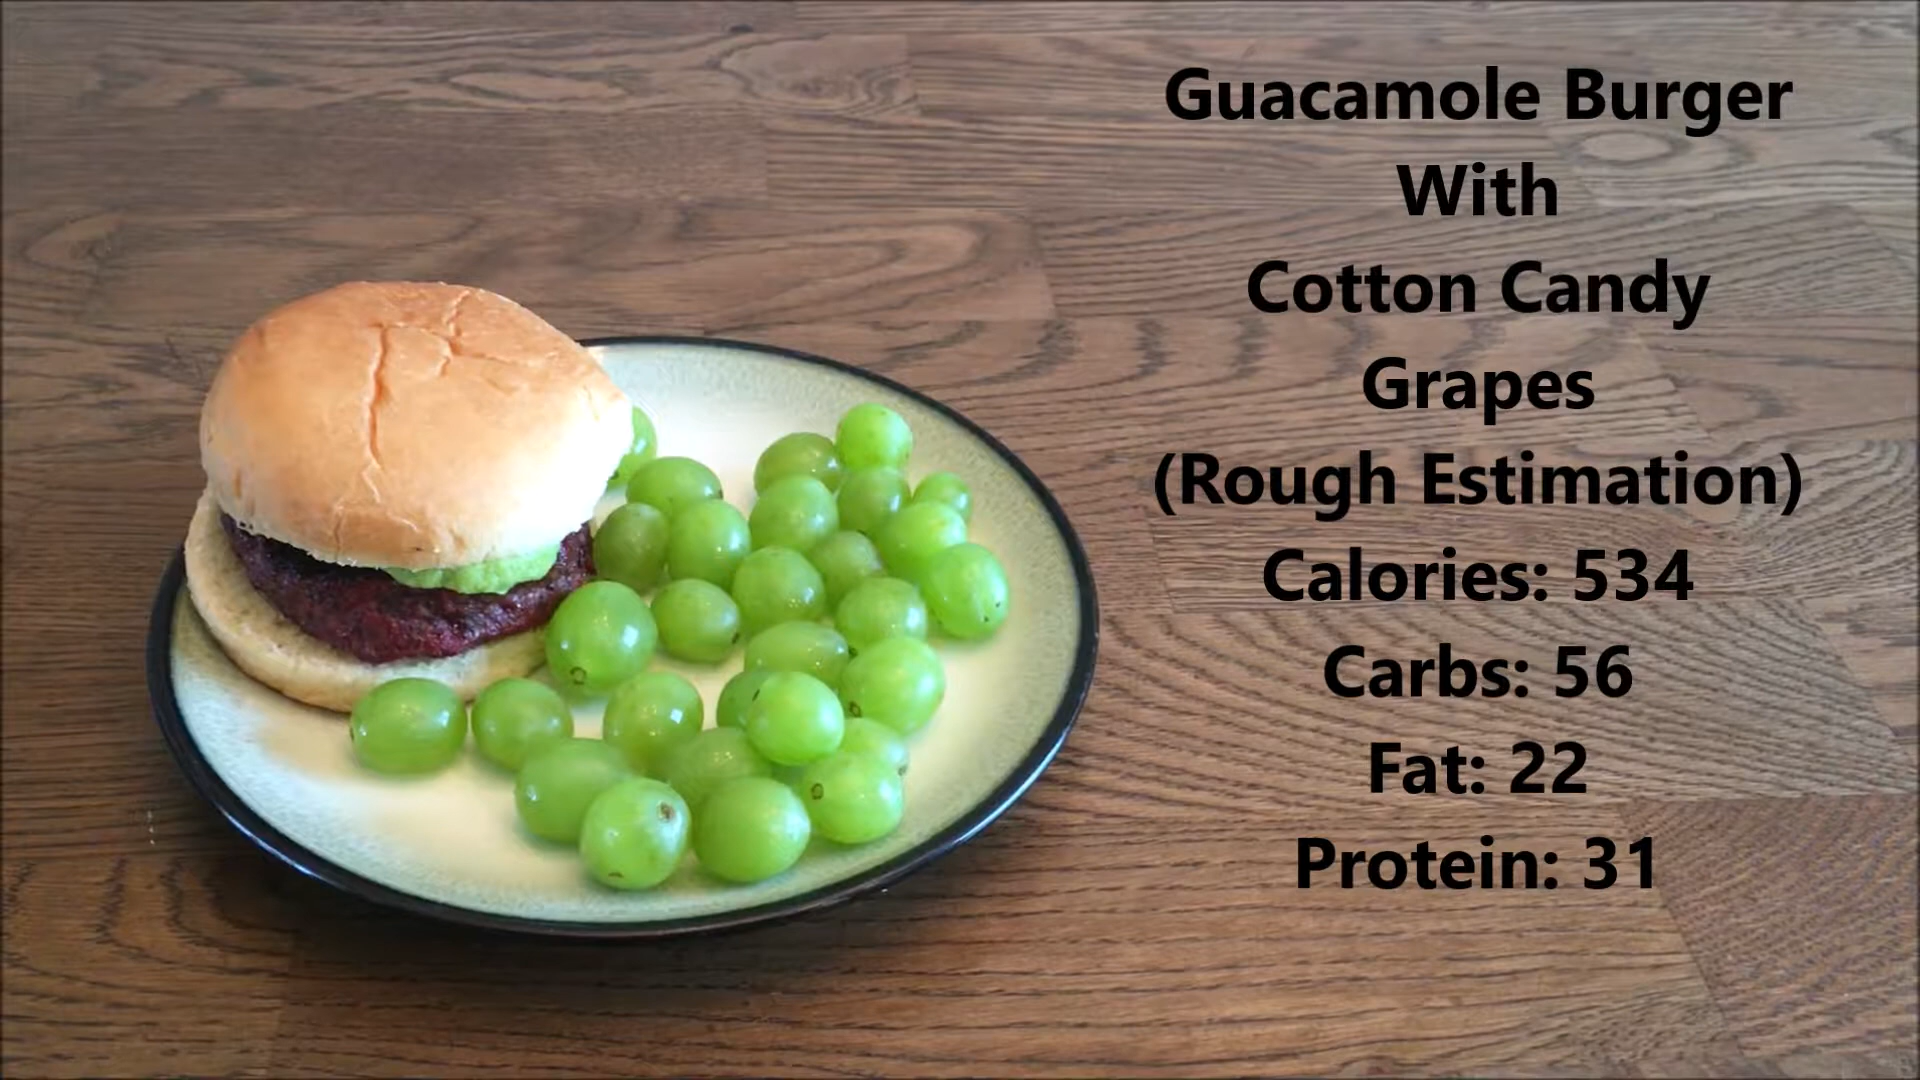 Guacamole Burger
With
Cotton Candy
Grapes
(Rough Estimation)
Calories: 534
Carbs: 56
Fat: 22
Protein: 31